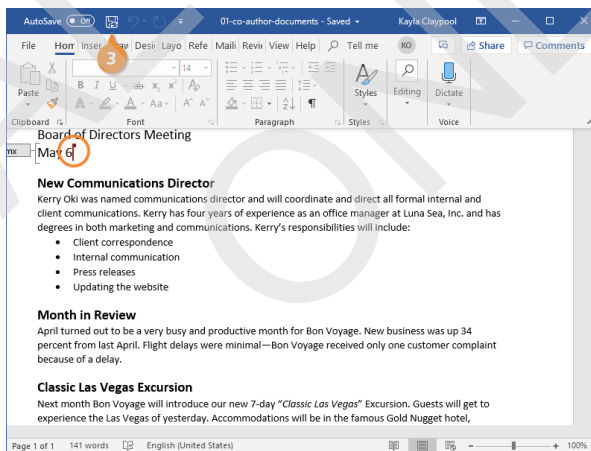 AutoSave Off 01-co-author-documents - Saved Kayla Claypool
File Hom Inser Draw Desi Layo Refe Maili Revie View Help Tell me KO Share Comments
3
14
Paste B I U ab x₂ x² A Styles Editing Dictate
A A Aa A^ A˅
Clipboard Font Paragraph Styles Voice
Board of Directors Meeting
mx May 6
New Communications Director
Kerry Oki was named communications director and will coordinate and direct all formal internal and
client communications. Kerry has four years of experience as an office manager at Luna Sea, Inc. and has
degrees in both marketing and communications. Kerry’s responsibilities will include:
• Client correspondence
• Internal communication
• Press releases
• Updating the website
Month in Review
April turned out to be a very busy and productive month for Bon Voyage. New business was up 34
percent from last April. Flight delays were minimal—Bon Voyage received only one customer complaint
because of a delay.
Classic Las Vegas Excursion
Next month Bon Voyage will introduce our new 7-day “Classic Las Vegas” Excursion. Guests will get to
experience the Las Vegas of yesterday. Accommodations will be in the famous Gold Nugget hotel,
Page 1 of 1 141 words English (United States) 100%